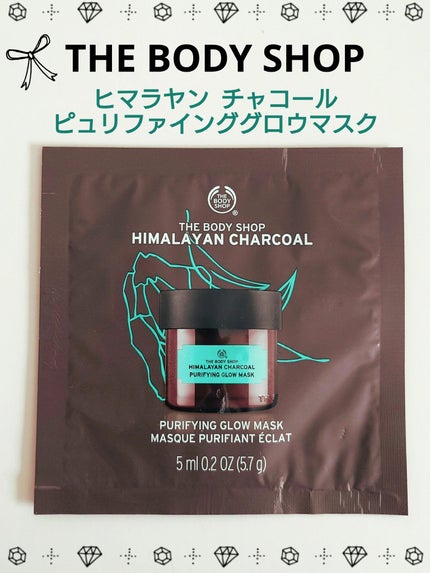 THE BODY SHOP
ヒマラヤン チャコール
ピュリファインググロウマスク
THE
BODY
SHOP
®
THE BODY SHOP
HIMALAYAN CHARCOAL
THE BODY SHOP
HIMALAYAN CHARCOAL
PURIFYING GLOW MASK
PURIFYING GLOW MASK
MASQUE PURIFIANT ÉCLAT
5 ml 0.2 OZ (5.7 g)